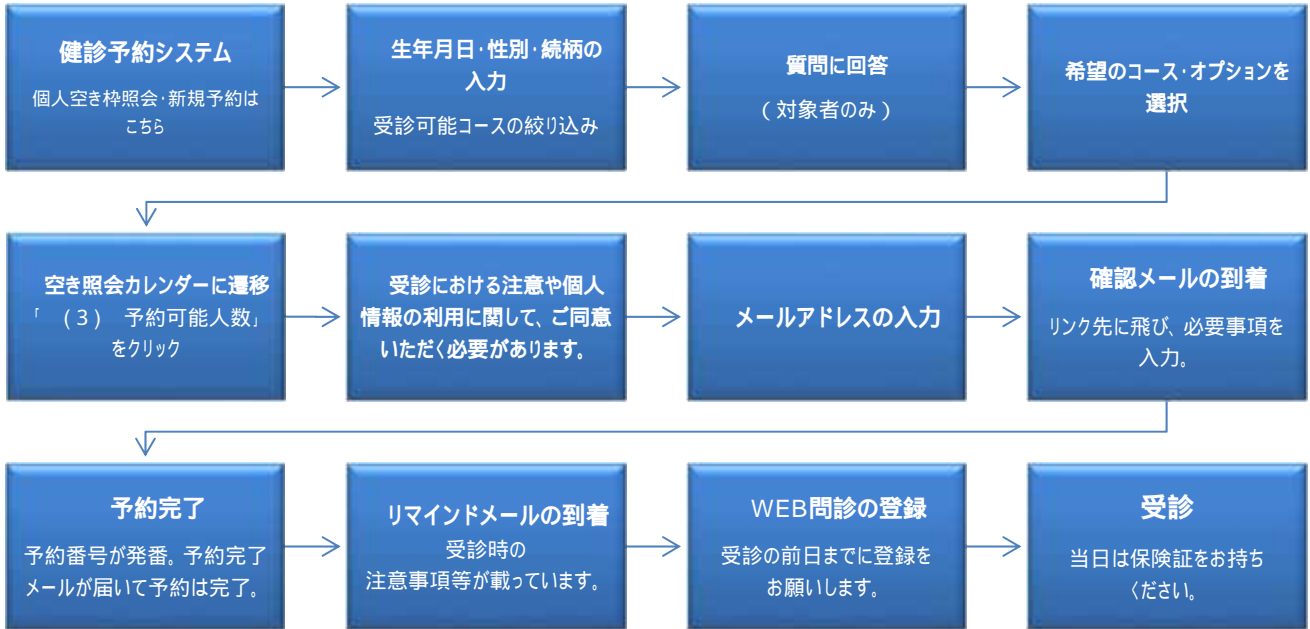 健診予約システム
個人空き枠照会・新規予約は
こちら
生年月日・性別・続柄の
入力
受診可能コースの絞り込み
質問に回答
(対象者のみ)
希望のコース・オプションを
選択
空き照会カレンダーに遷移
「 (3) 予約可能人数」
をクリック
受診における注意や個人
情報の利用に関して、ご同意
いただく必要があります。
メールアドレスの入力
確認メールの到着
リンク先に飛び、必要事項を
入力。
予約完了
予約番号が発番。予約完了
メールが届いて予約は完了。
リマインドメールの到着
受診時の
注意事項等が載っています。
WEB問診の登録
受診の前日までに登録を
お願いします。
受診
当日は保険証をお持ち
ください。